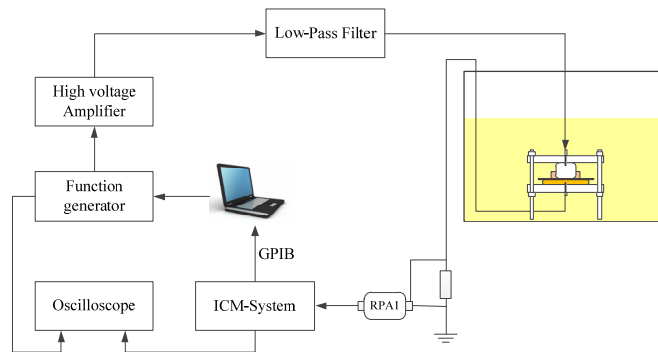 Low-Pass Filter
High voltage
Amplifier
Function
generator
GPIB
Oscilloscope
ICM-System
RPA1